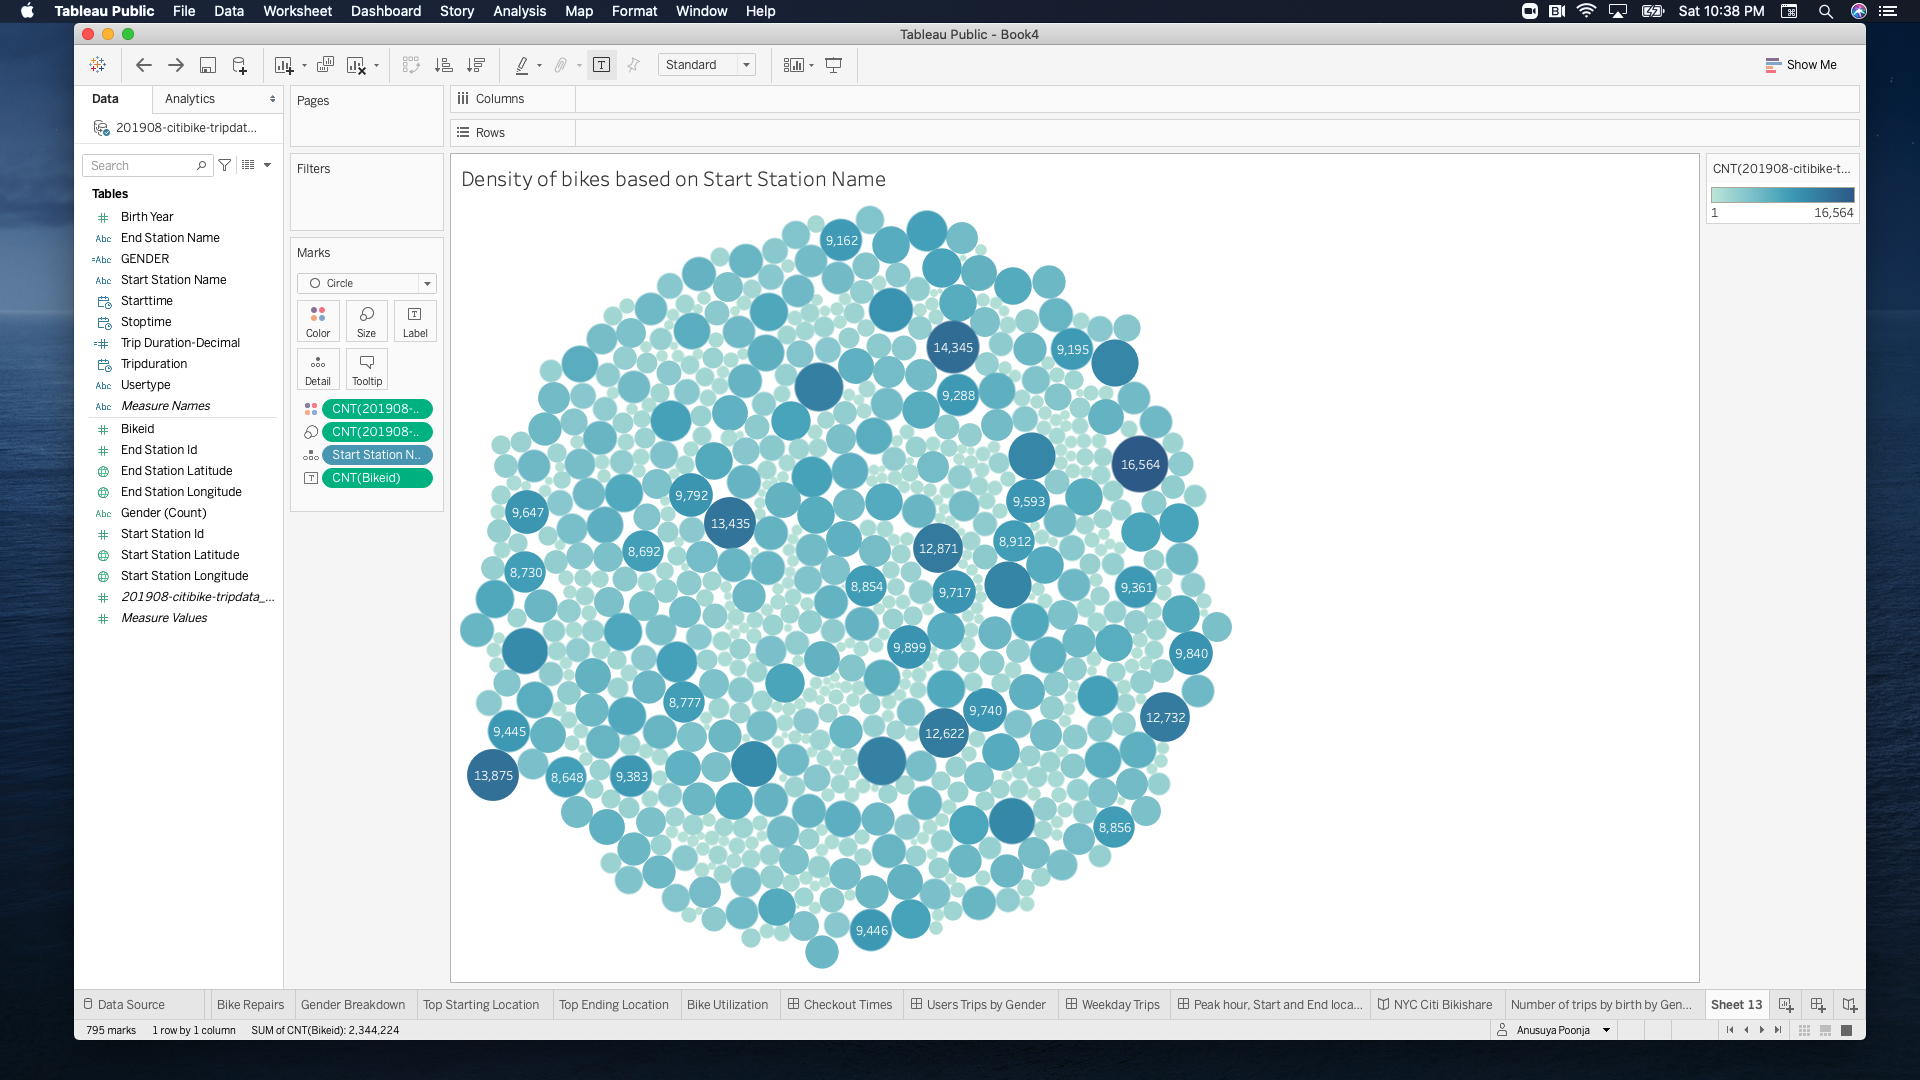 Tableau Public File Data Worksheet Dashboard Story Analysis Map Format Window Help
Sat 10:38 PM
Tableau Public - Book4
Standard
Show Me
Data Analytics
201908-citibike-tripdat...
Search
Tables
Birth Year
Abc End Station Name
=Abc GENDER
Abc Start Station Name
Starttime
Stoptime
=# Trip Duration-Decimal
Tripduration
Abc Usertype
Abc Measure Names
# Bikeid
# End Station Id
End Station Latitude
End Station Longitude
Abc Gender (Count)
# Start Station Id
Start Station Latitude
Start Station Longitude
# 201908-citibike-tripdata_...
# Measure Values
Pages
Filters
Marks
Circle
Color Size Label
Detail Tooltip
CNT(201908-..
CNT(201908-..
Start Station N..
CNT(Bikeid)
Columns
Rows
Density of bikes based on Start Station Name
9,162
14,345
9,195
9,288
16,564
9,792
9,593
9,647
13,435
8,912
12,871
8,692
8,730
8,854
9,717
9,361
9,899
9,840
8,777
9,740
12,732
9,445
12,622
13,875
8,648
9,383
8,856
9,446
CNT(201908-citibike-t...
1 16,564
Data Source Bike Repairs Gender Breakdown Top Starting Location Top Ending Location Bike Utilization Checkout Times Users Trips by Gender Weekday Trips Peak hour, Start and End loca... NYC Citi Bikishare Number of trips by birth by Gen... Sheet 13
795 marks 1 row by 1 column SUM of CNT(Bikeid): 2,344,224
Anusuya Poonja